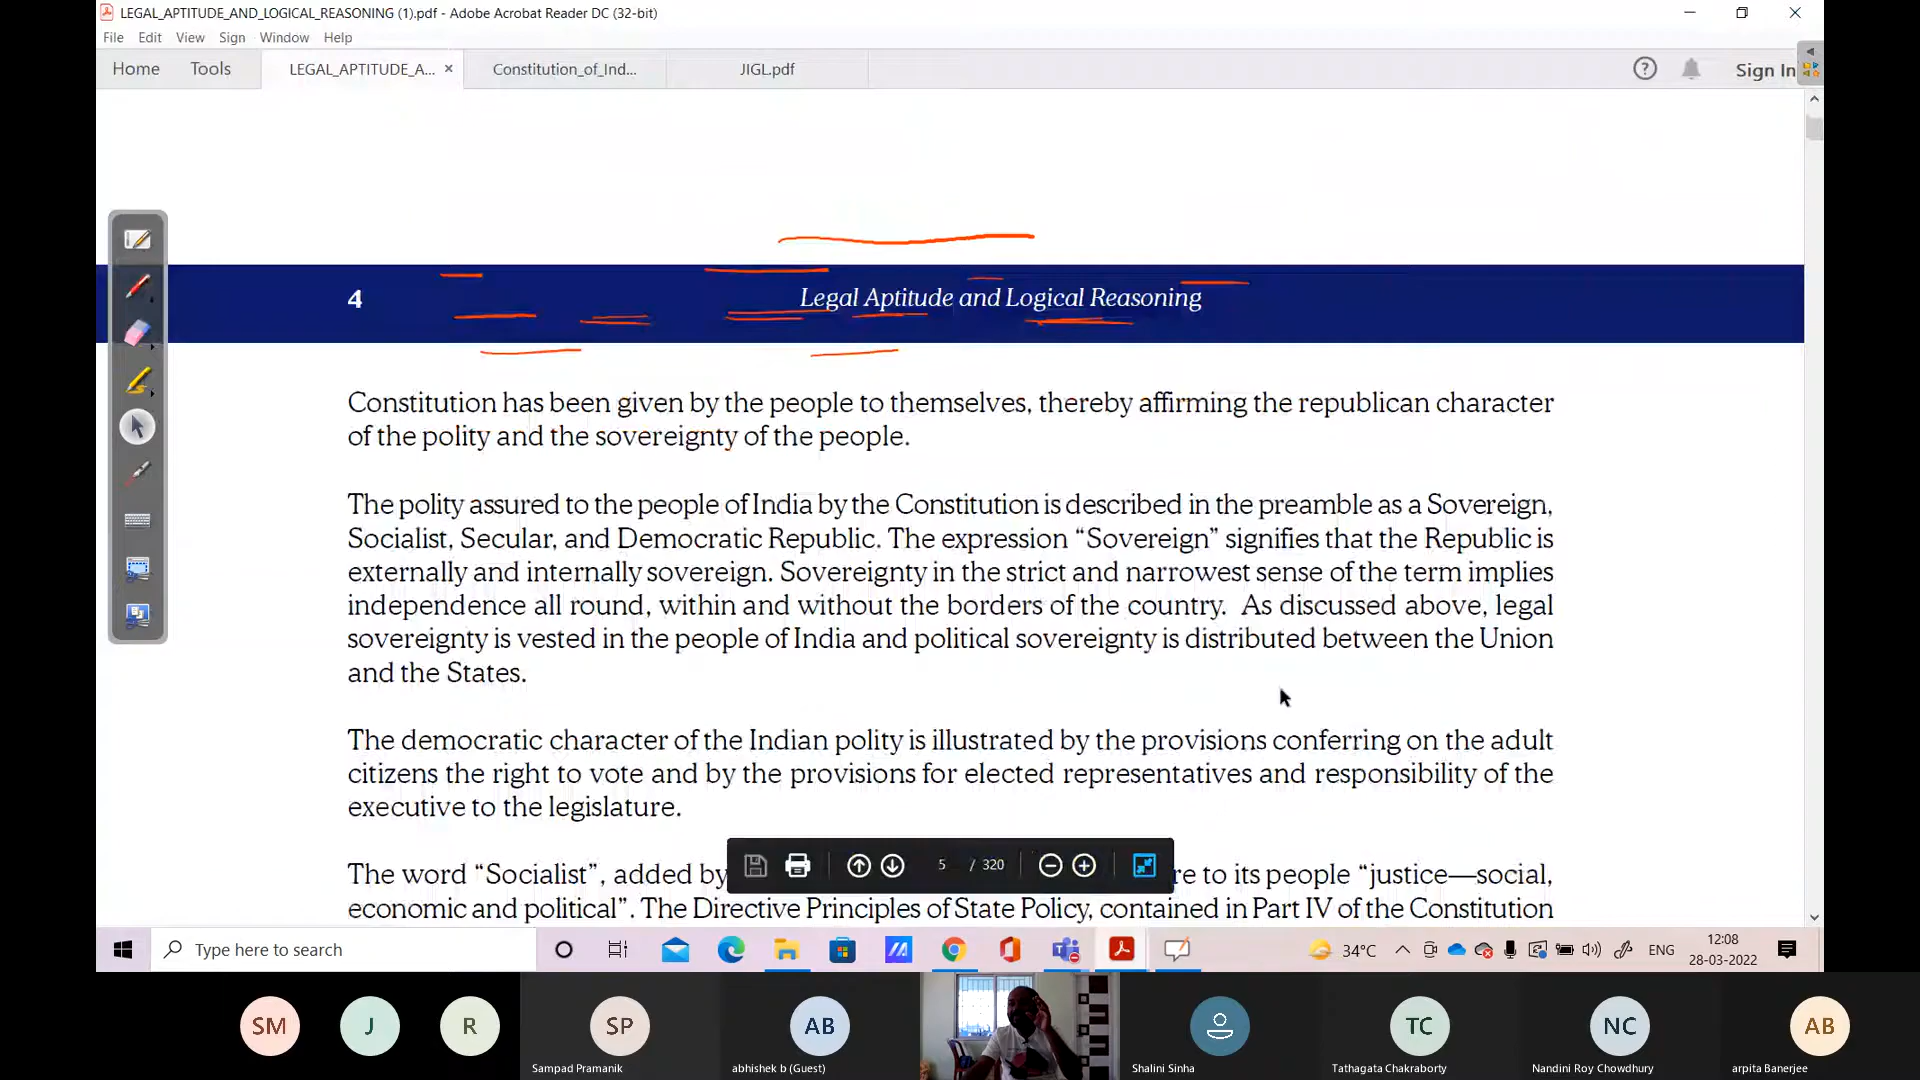 LEGAL_APTITUDE_AND_LOGICAL_REASONING (1).pdf - Adobe Acrobat Reader DC (32-bit)
File Edit View Sign Window Help
Home Tools LEGAL_APTITUDE_A... × Constitution_of_Ind... JIGL.pdf Sign In
4 Legal Aptitude and Logical Reasoning
Constitution has been given by the people to themselves, thereby affirming the republican character
of the polity and the sovereignty of the people.
The polity assured to the people of India by the Constitution is described in the preamble as a Sovereign,
Socialist, Secular, and Democratic Republic. The expression “Sovereign” signifies that the Republic is
externally and internally sovereign. Sovereignty in the strict and narrowest sense of the term implies
independence all round, within and without the borders of the country. As discussed above, legal
sovereignty is vested in the people of India and political sovereignty is distributed between the Union
and the States.
The democratic character of the Indian polity is illustrated by the provisions conferring on the adult
citizens the right to vote and by the provisions for elected representatives and responsibility of the
executive to the legislature.
The word “Socialist”, added by re to its people “justice—social,
economic and political”. The Directive Principles of State Policy, contained in Part IV of the Constitution
5 / 320
Type here to search 34°C ENG 12:08
28-03-2022
SM J R SP AB TC NC AB
Sampad Pramanik abhishek b (Guest) Shalini Sinha Tathagata Chakraborty Nandini Roy Chowdhury arpita Banerjee